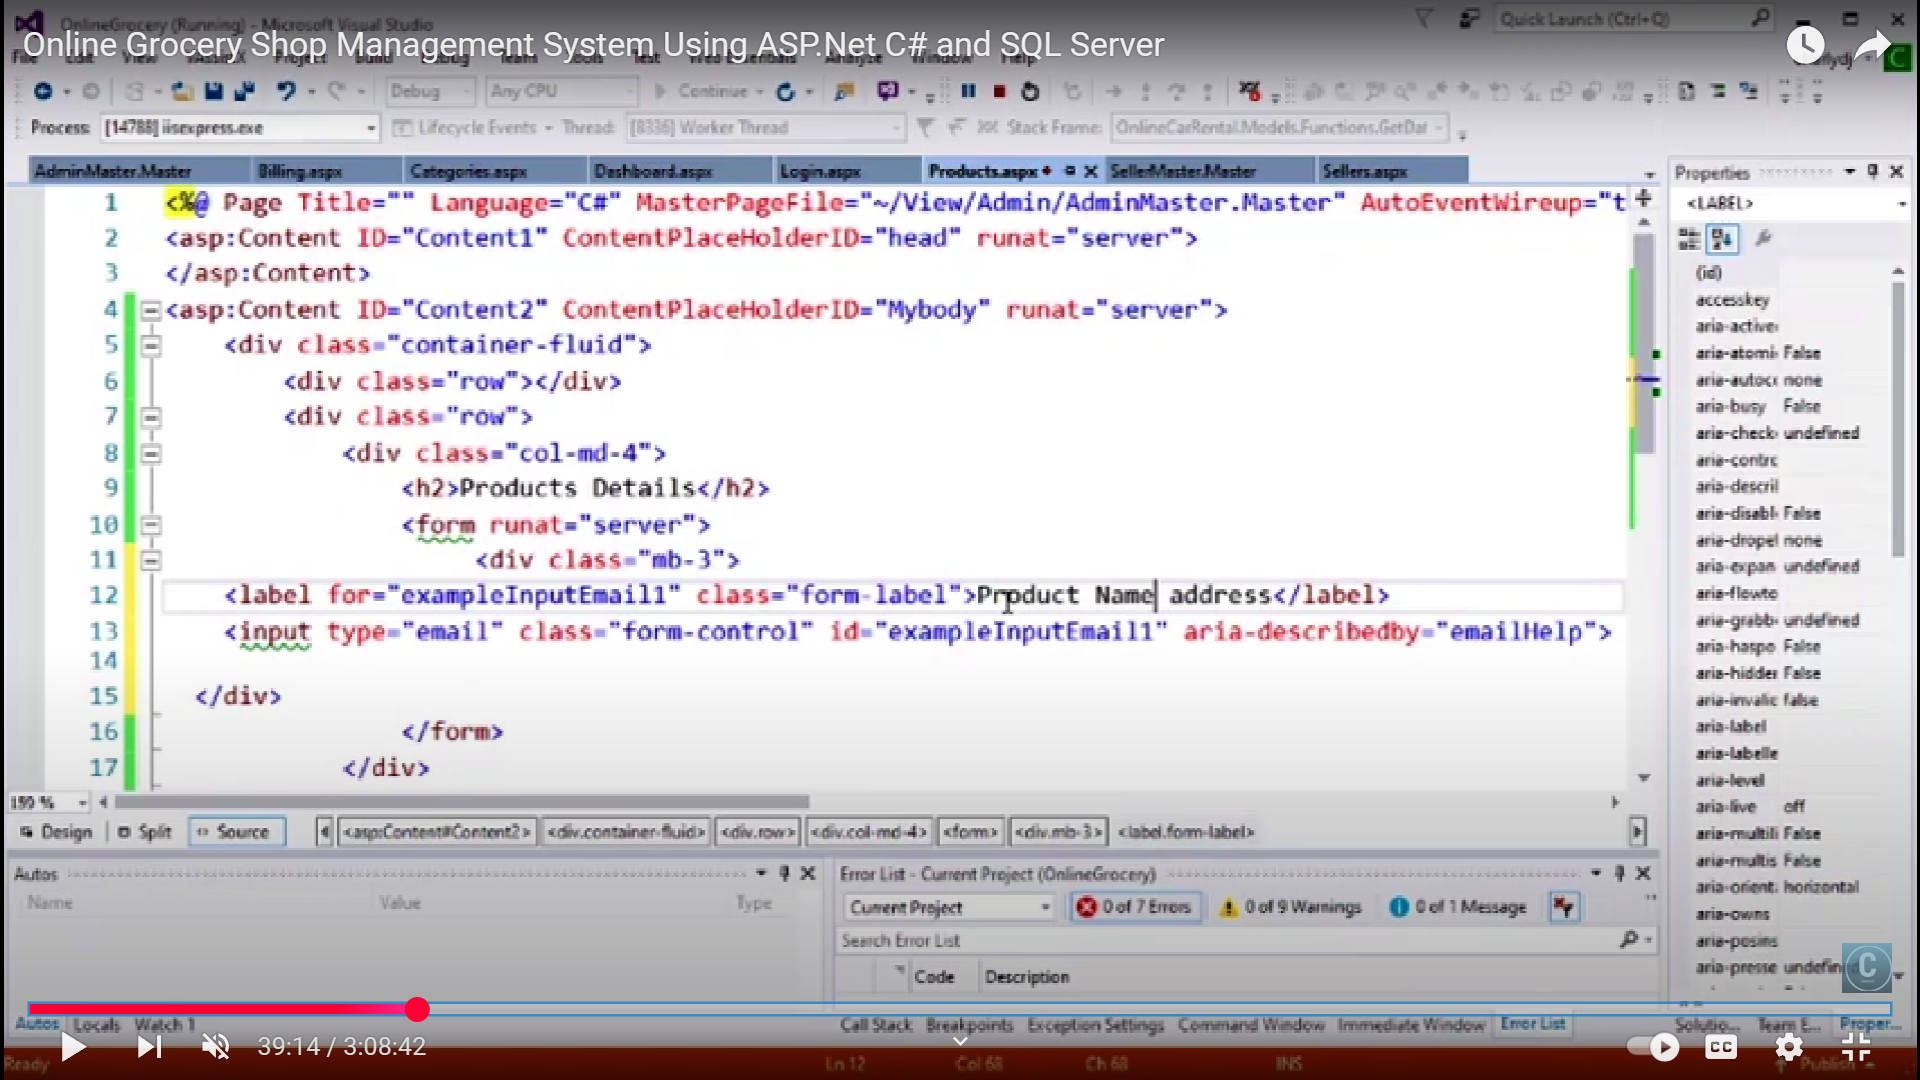 OnlineGrocery (Running) - Microsoft Visual Studio
Quick Launch (Ctrl+Q)
Online Grocery Shop Management System Using ASP.Net C# and SQL Server
Debug
Any CPU
Continue
Process: [14788] iisexpress.exe
Lifecycle Events
Thread: [8336] Worker Thread
Stack Frame: OnlineCarRental.Models.Functions.GetDat
AdminMaster.Master
Billing.aspx
Categories.aspx
Dashboard.aspx
Login.aspx
Products.aspx
SellerMaster.Master
Sellers.aspx
1 <%@ Page Title="" Language="C#" MasterPageFile="~/View/Admin/AdminMaster.Master" AutoEventWireup="t
2 <asp:Content ID="Content1" ContentPlaceHolderID="head" runat="server">
3 </asp:Content>
4 <asp:Content ID="Content2" ContentPlaceHolderID="Mybody" runat="server">
5 <div class="container-fluid">
6 <div class="row"></div>
7 <div class="row">
8 <div class="col-md-4">
9 <h2>Products Details</h2>
10 <form runat="server">
11 <div class="mb-3">
12 <label for="exampleInputEmail1" class="form-label">Product Name address</label>
13 <input type="email" class="form-control" id="exampleInputEmail1" aria-describedby="emailHelp">
14
15 </div>
16 </form>
17 </div>
159 %
Design
Split
Source
<asp:Content#Content2>
<div.container-fluid>
<div.row>
<div.col-md-4>
<form>
<div.mb-3>
<label.form-label>
Properties
<LABEL>
(id)
accesskey
aria-active
aria-atomi False
aria-autocc none
aria-busy False
aria-check undefined
aria-contrc
aria-descril
aria-disabl False
aria-dropef none
aria-expan undefined
aria-flowto
aria-grabb undefined
aria-haspo False
aria-hidder False
aria-invalic false
aria-label
aria-labelle
aria-level
aria-live off
aria-multili False
aria-multis False
aria-orient horizontal
aria-owns
aria-posins
aria-presse undefin
Autos
Name Value Type
Error List - Current Project (OnlineGrocery)
Current Project
0 of 7 Errors
0 of 9 Warnings
0 of 1 Message
Search Error List
Code Description
Autos Locals Watch 1
Call Stack Breakpoints Exception Settings Command Window Immediate Window Error List
Solutio... Team E... Proper...
39:14 / 3:08:42
CC
Ready
Ln 12 Col 68 Ch 68 INS
Publish